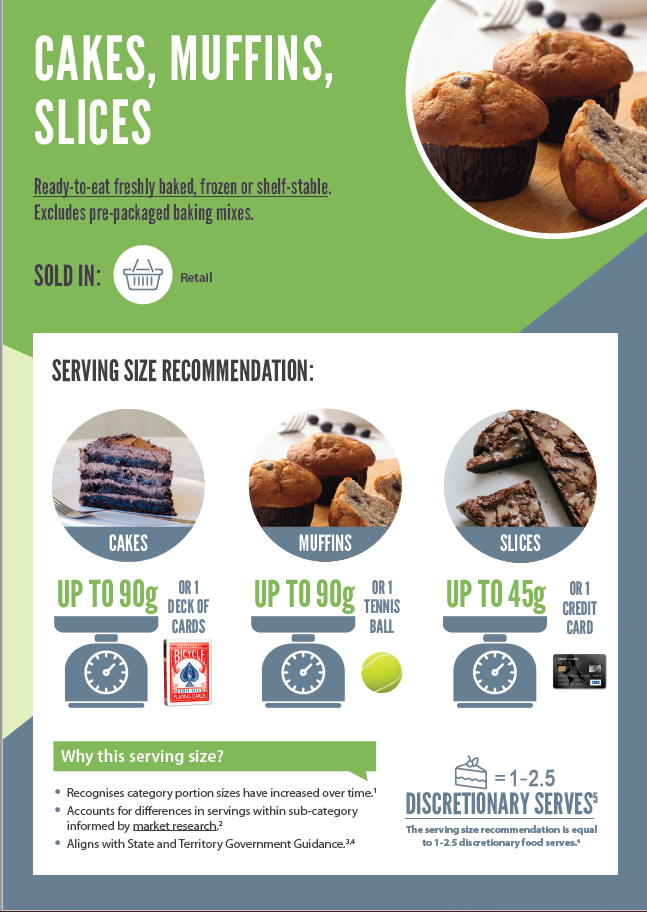 CAKES, MUFFINS,
SLICES
Ready-to-eat freshly baked, frozen or shelf-stable.
Excludes pre-packaged baking mixes.
SOLD IN:
Retail
SERVING SIZE RECOMMENDATION:
CAKES
MUFFINS
SLICES
UP TO 90g
OR 1
DECK OF
CARDS
UP TO 90g
OR 1
TENNIS
BALL
UP TO 45g
OR 1
CREDIT
CARD
BICYCLE
PLAYING CARDS
Why this serving size?
• Recognises category portion sizes have increased over time.¹
• Accounts for differences in servings within sub-category
informed by market research.²
• Aligns with State and Territory Government Guidance.³,⁴
= 1-2.5
DISCRETIONARY SERVES⁵
The serving size recommendation is equal
to 1-2.5 discretionary food serves.⁶